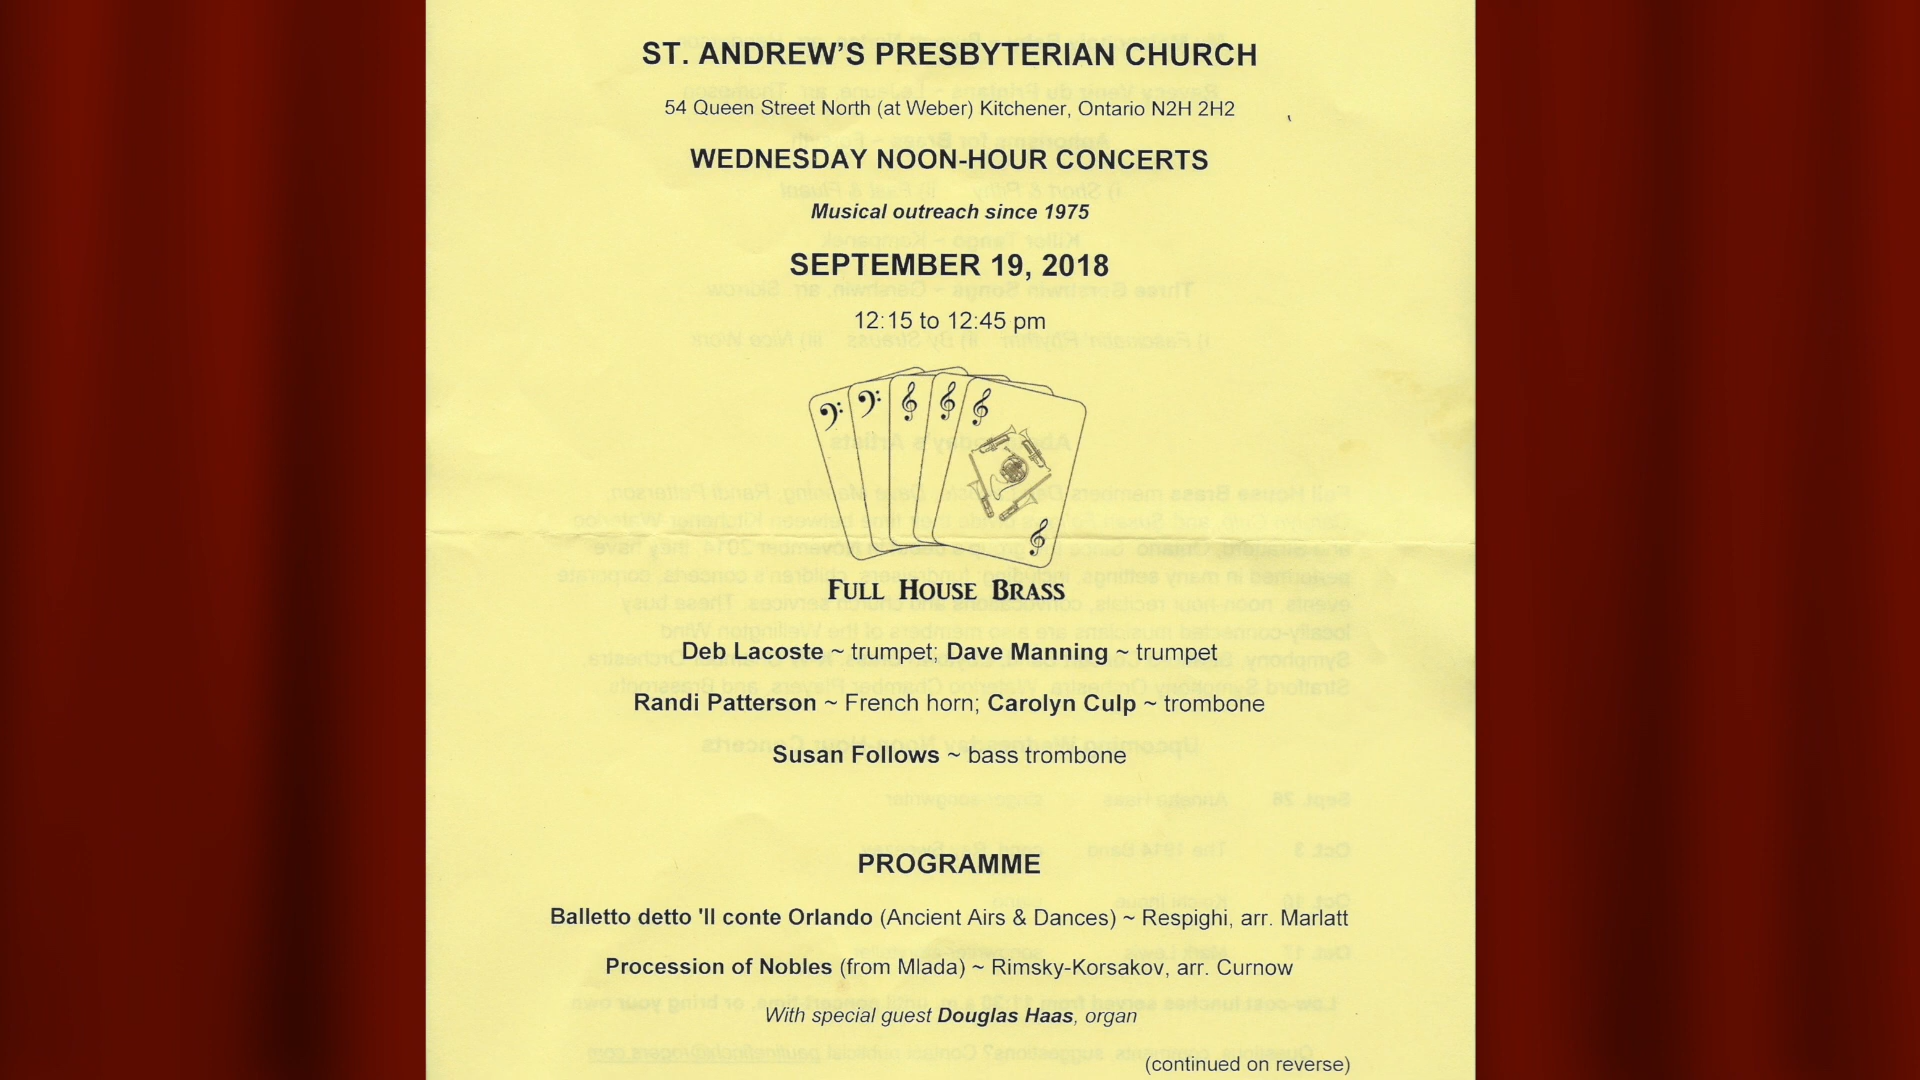 ST. ANDREW’S PRESBYTERIAN CHURCH
54 Queen Street North (at Weber) Kitchener, Ontario N2H 2H2
WEDNESDAY NOON-HOUR CONCERTS
Musical outreach since 1975
SEPTEMBER 19, 2018
12:15 to 12:45 pm
FULL HOUSE BRASS
Deb Lacoste ~ trumpet; Dave Manning ~ trumpet
Randi Patterson ~ French horn; Carolyn Culp ~ trombone
Susan Follows ~ bass trombone
PROGRAMME
Balletto detto 'Il conte Orlando (Ancient Airs & Dances) ~ Respighi, arr. Marlatt
Procession of Nobles (from Mlada) ~ Rimsky-Korsakov, arr. Curnow
With special guest Douglas Haas, organ
(continued on reverse)